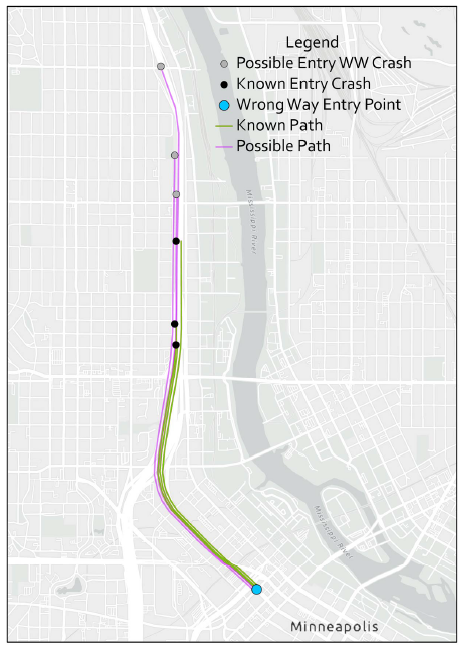 Legend
Possible Entry WW Crash
Known Entry Crash
Wrong Way Entry Point
Known Path
Possible Path
Mississippi River
Mississippi River
Minneapolis